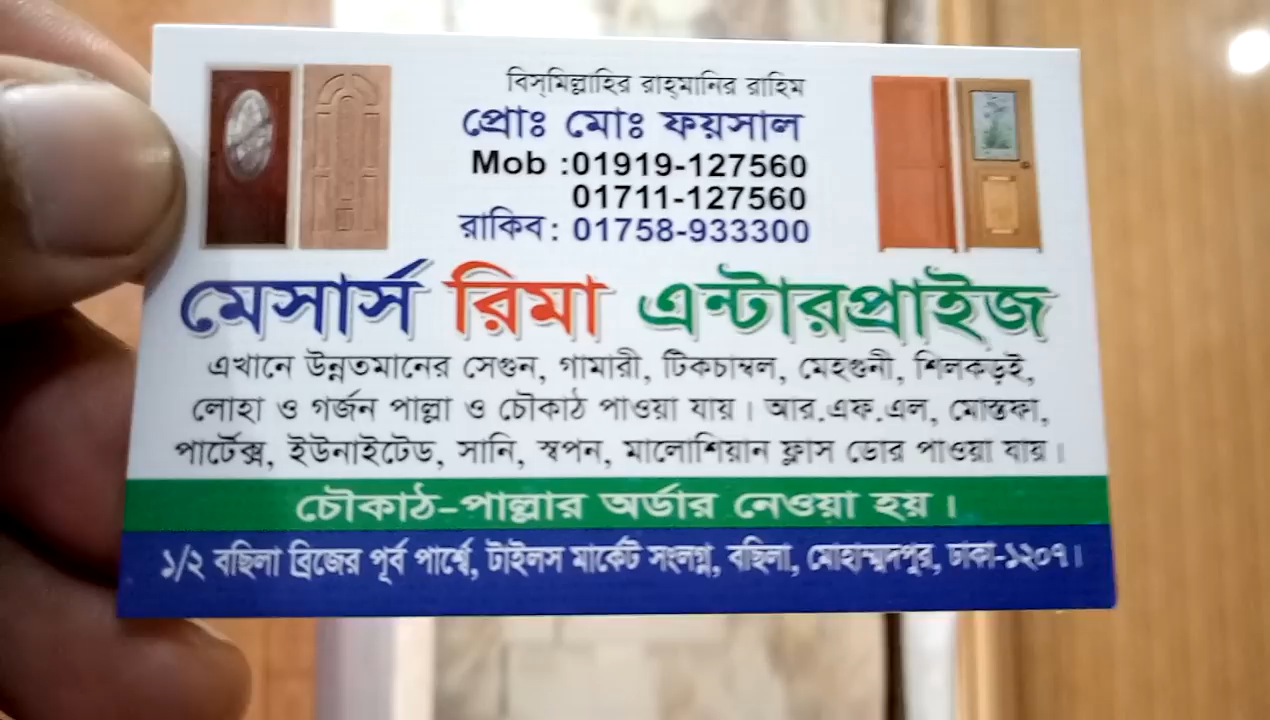 বিস্‌মিল্লাহির রাহ্‌মানির রাহিম
প্রোঃ মোঃ ফয়সাল
Mob :01919-127560
01711-127560
রাকিব : 01758-933300
মেসার্স রিমা এন্টারপ্রাইজ
এখানে উন্নতমানের সেগুন, গামারী, টিকচাম্বল, মেহগুনী, শিলকড়ই,
লোহা ও গর্জন পাল্লা ও চৌকাঠ পাওয়া যায়। আর.এফ.এল, মোস্তফা,
পার্টেক্স, ইউনাইটেড, সানি, স্বপন, মালোশিয়ান ফ্লাস ডোর পাওয়া যায়।
চৌকাঠ-পাল্লার অর্ডার নেওয়া হয়।
১/২ বছিলা ব্রিজের পূর্ব পার্শ্বে, টাইলস মার্কেট সংলগ্ন, বছিলা, মোহাম্মদপুর, ঢাকা-১২০৭।